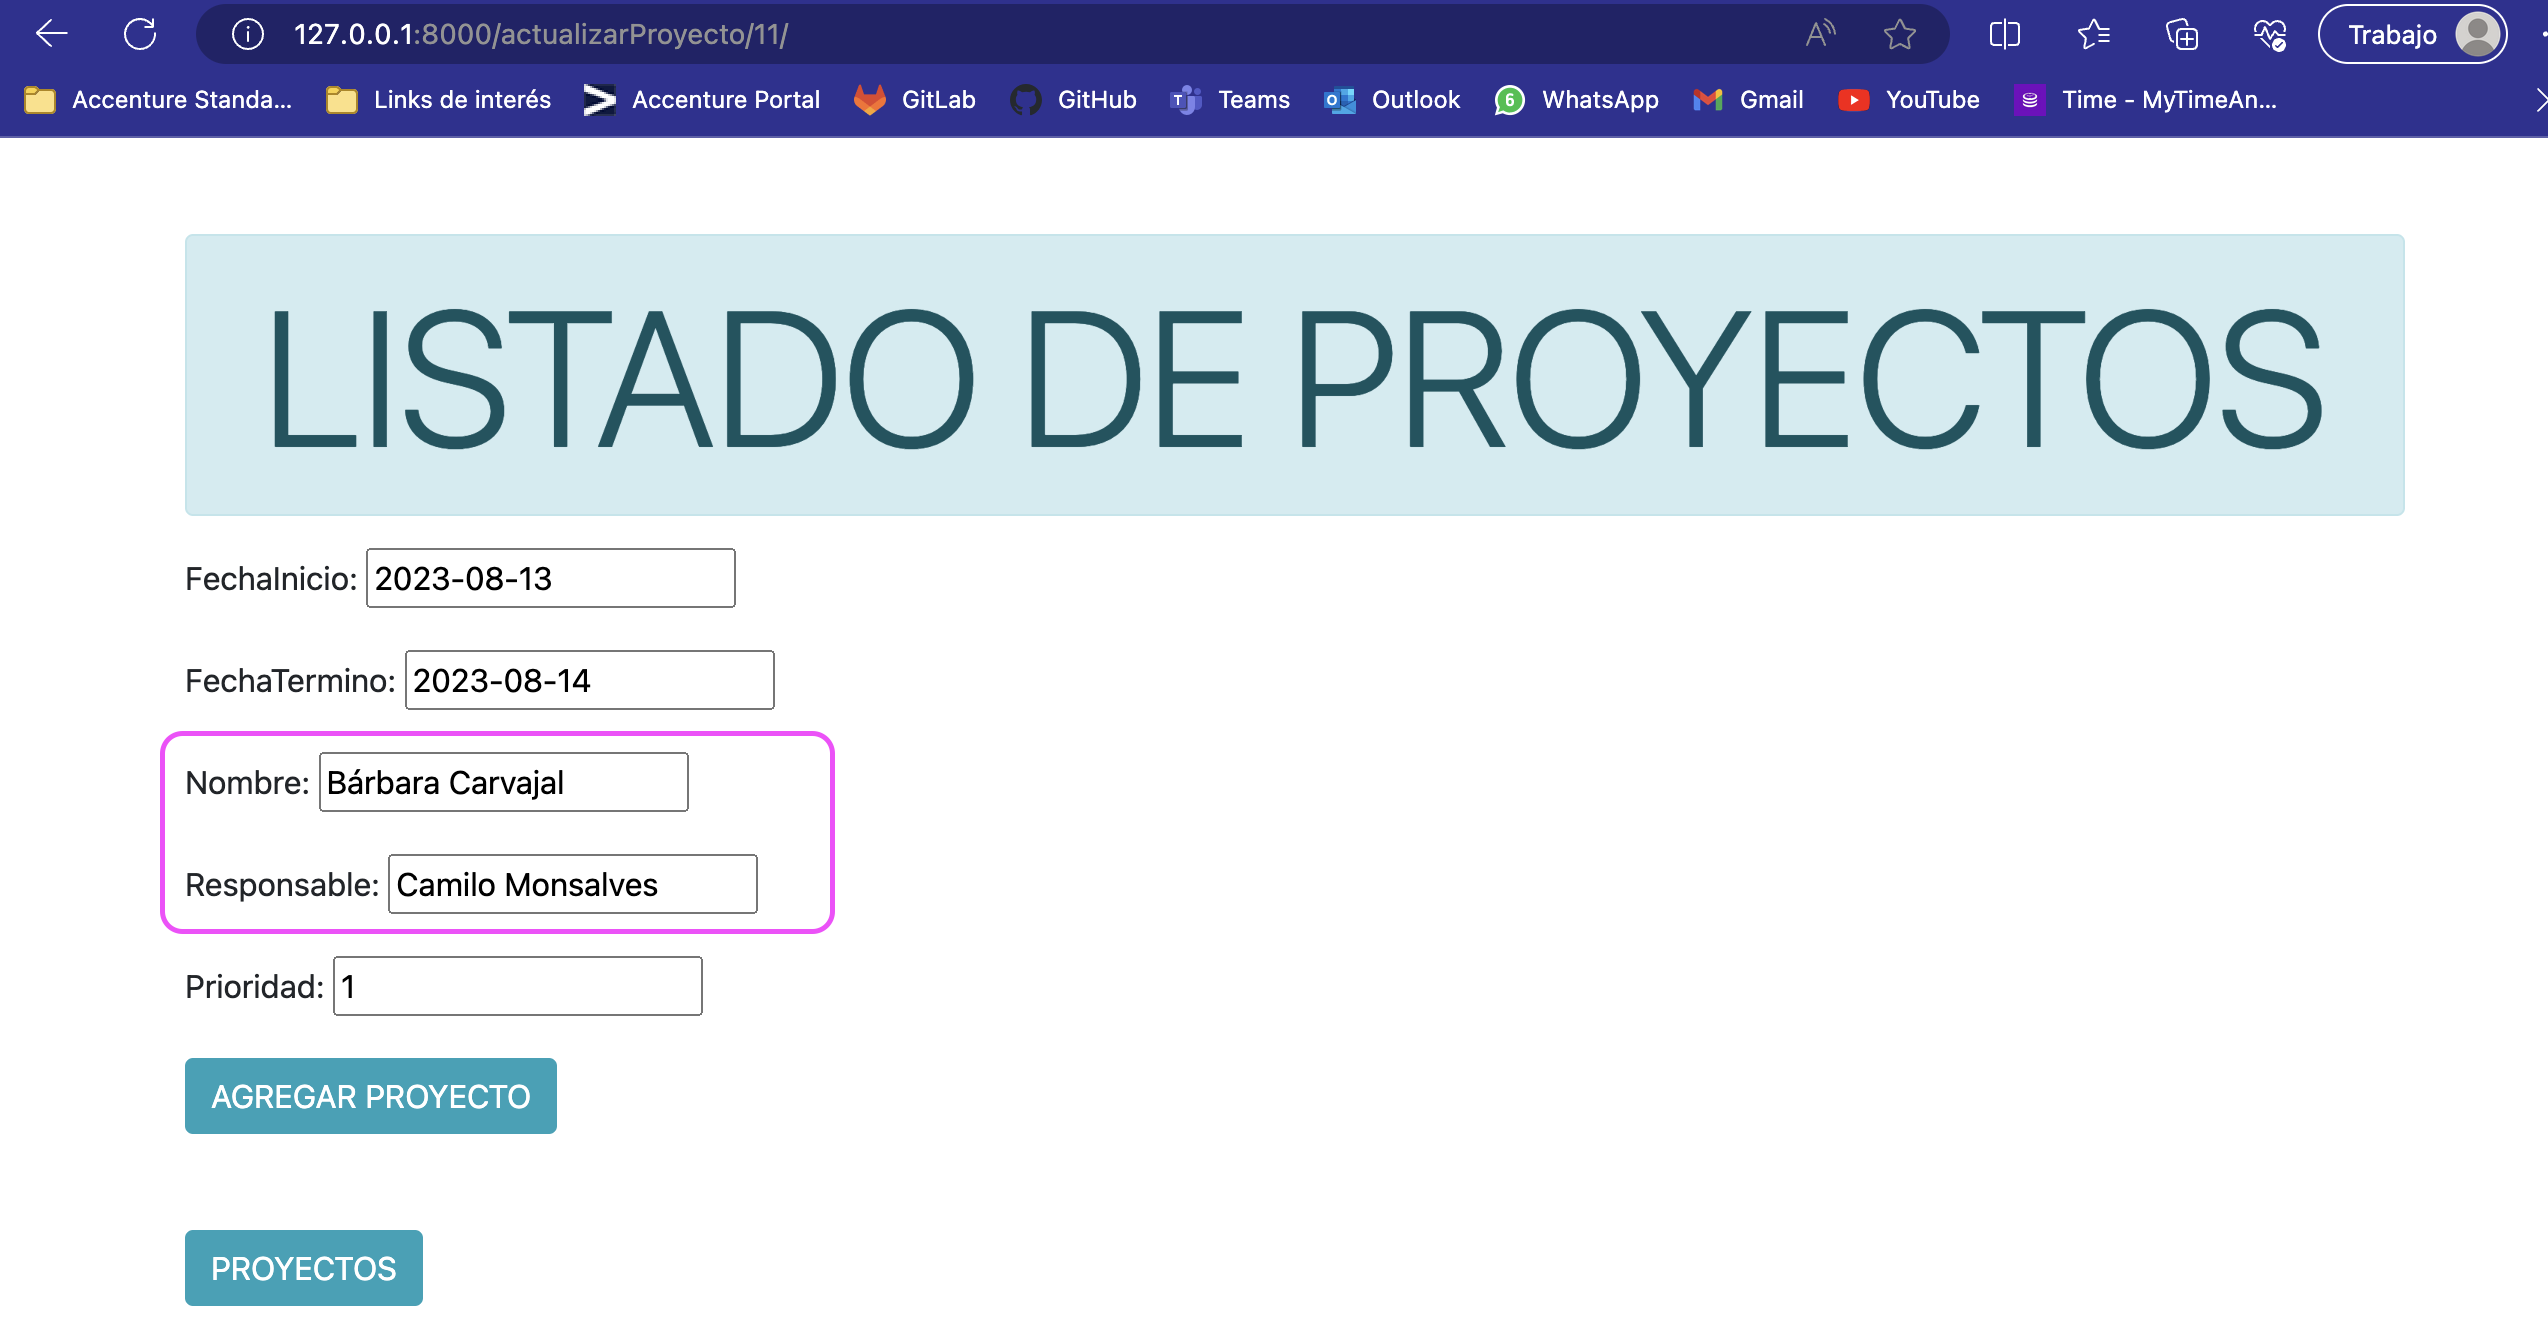 127.0.0.1:8000/actualizarProyecto/11/
Trabajo
Accenture Standa... Links de interés Accenture Portal GitLab GitHub Teams Outlook 6 WhatsApp Gmail YouTube Time - MyTimeAn...
LISTADO DE PROYECTOS
FechaInicio: 2023-08-13
FechaTermino: 2023-08-14
Nombre: Bárbara Carvajal
Responsable: Camilo Monsalves
Prioridad: 1
AGREGAR PROYECTO
PROYECTOS